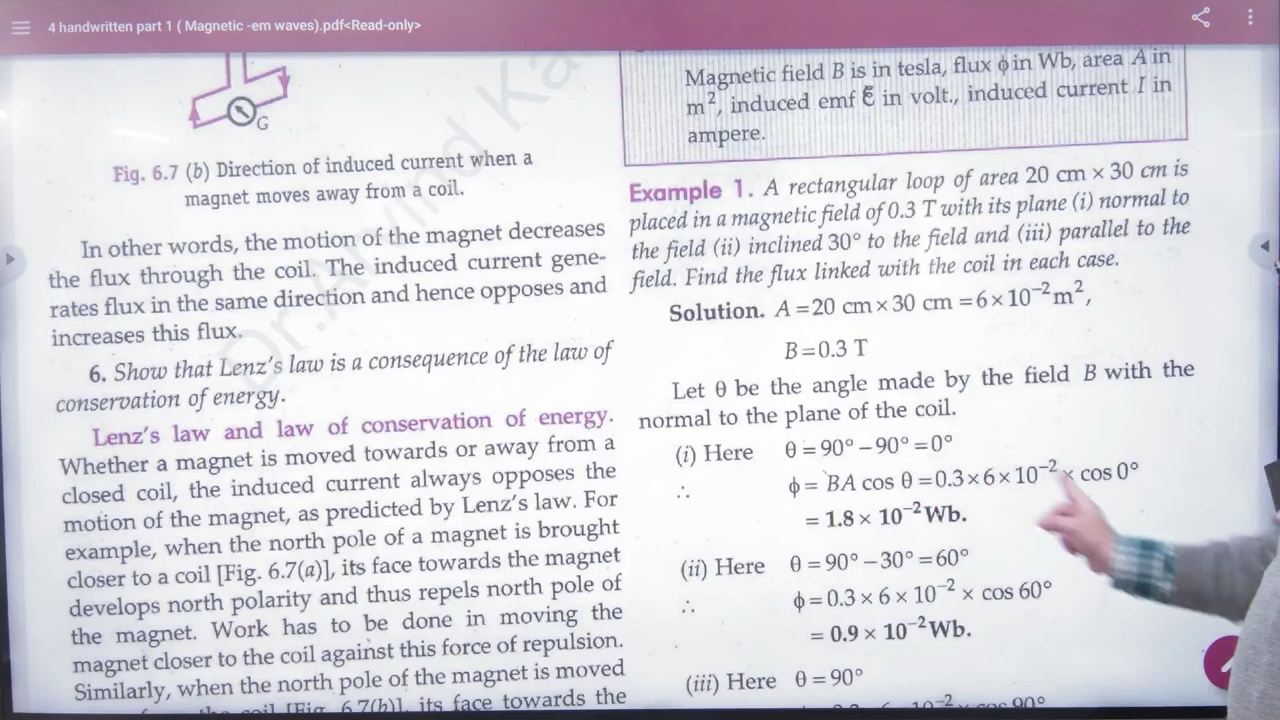 4 handwritten part 1 ( Magnetic -em waves).pdf<Read-only>
G
Fig. 6.7 (b) Direction of induced current when a
magnet moves away from a coil.
In other words, the motion of the magnet decreases
the flux through the coil. The induced current gene-
rates flux in the same direction and hence opposes and
increases this flux.
6. Show that Lenz's law is a consequence of the law of
conservation of energy.
Lenz's law and law of conservation of energy.
Whether a magnet is moved towards or away from a
closed coil, the induced current always opposes the
motion of the magnet, as predicted by Lenz's law. For
example, when the north pole of a magnet is brought
closer to a coil [Fig. 6.7(a)], its face towards the magnet
develops north polarity and thus repels north pole of
the magnet. Work has to be done in moving the
magnet closer to the coil against this force of repulsion.
Similarly, when the north pole of the magnet is moved
the coil [Fig. 6.7(b)], its face towards the
Magnetic field B is in tesla, flux ϕ in Wb, area A in
m², induced emf ℰ in volt., induced current I in
ampere.
Example 1. A rectangular loop of area 20 cm × 30 cm is
placed in a magnetic field of 0.3 T with its plane (i) normal to
the field (ii) inclined 30° to the field and (iii) parallel to the
field. Find the flux linked with the coil in each case.
Solution. A = 20 cm × 30 cm = 6 × 10⁻² m²,
B = 0.3 T
Let θ be the angle made by the field B with the
normal to the plane of the coil.
(i) Here θ = 90° − 90° = 0°
∴ ϕ = BA cos θ = 0.3 × 6 × 10⁻² × cos 0°
= 1.8 × 10⁻² Wb.
(ii) Here θ = 90° − 30° = 60°
∴ ϕ = 0.3 × 6 × 10⁻² × cos 60°
= 0.9 × 10⁻² Wb.
(iii) Here θ = 90°
10⁻² × cos 90°
Dr. Arvind